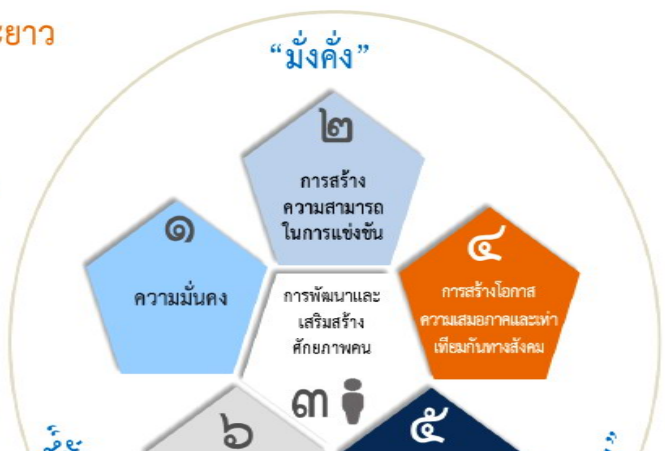 “มั่งคั่ง”
๒
การสร้าง
ความสามารถ
ในการแข่งขัน
๑
ความมั่นคง
๔
การสร้างโอกาส
ความเสมอภาคและเท่า
เทียมกันทางสังคม
การพัฒนาและ
เสริมสร้าง
ศักยภาพคน
๓
๖
๕